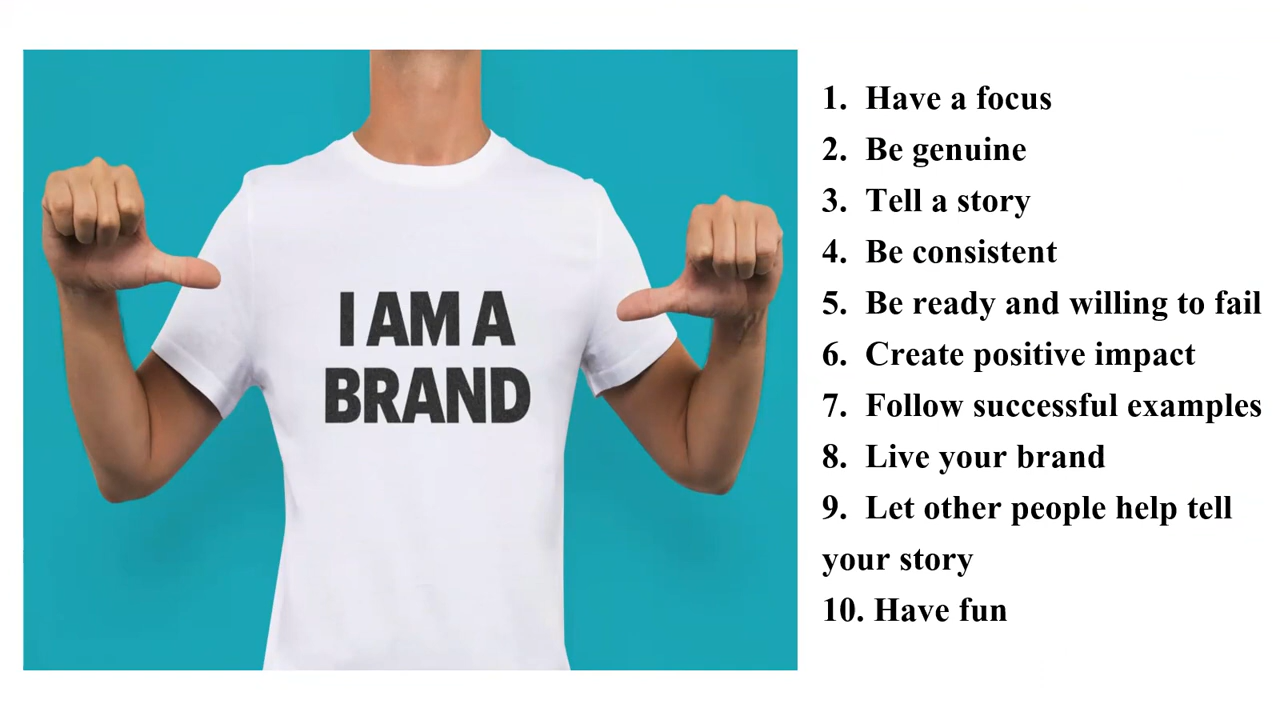 I AM A
BRAND
1. Have a focus
2. Be genuine
3. Tell a story
4. Be consistent
5. Be ready and willing to fail
6. Create positive impact
7. Follow successful examples
8. Live your brand
9. Let other people help tell
your story
10. Have fun